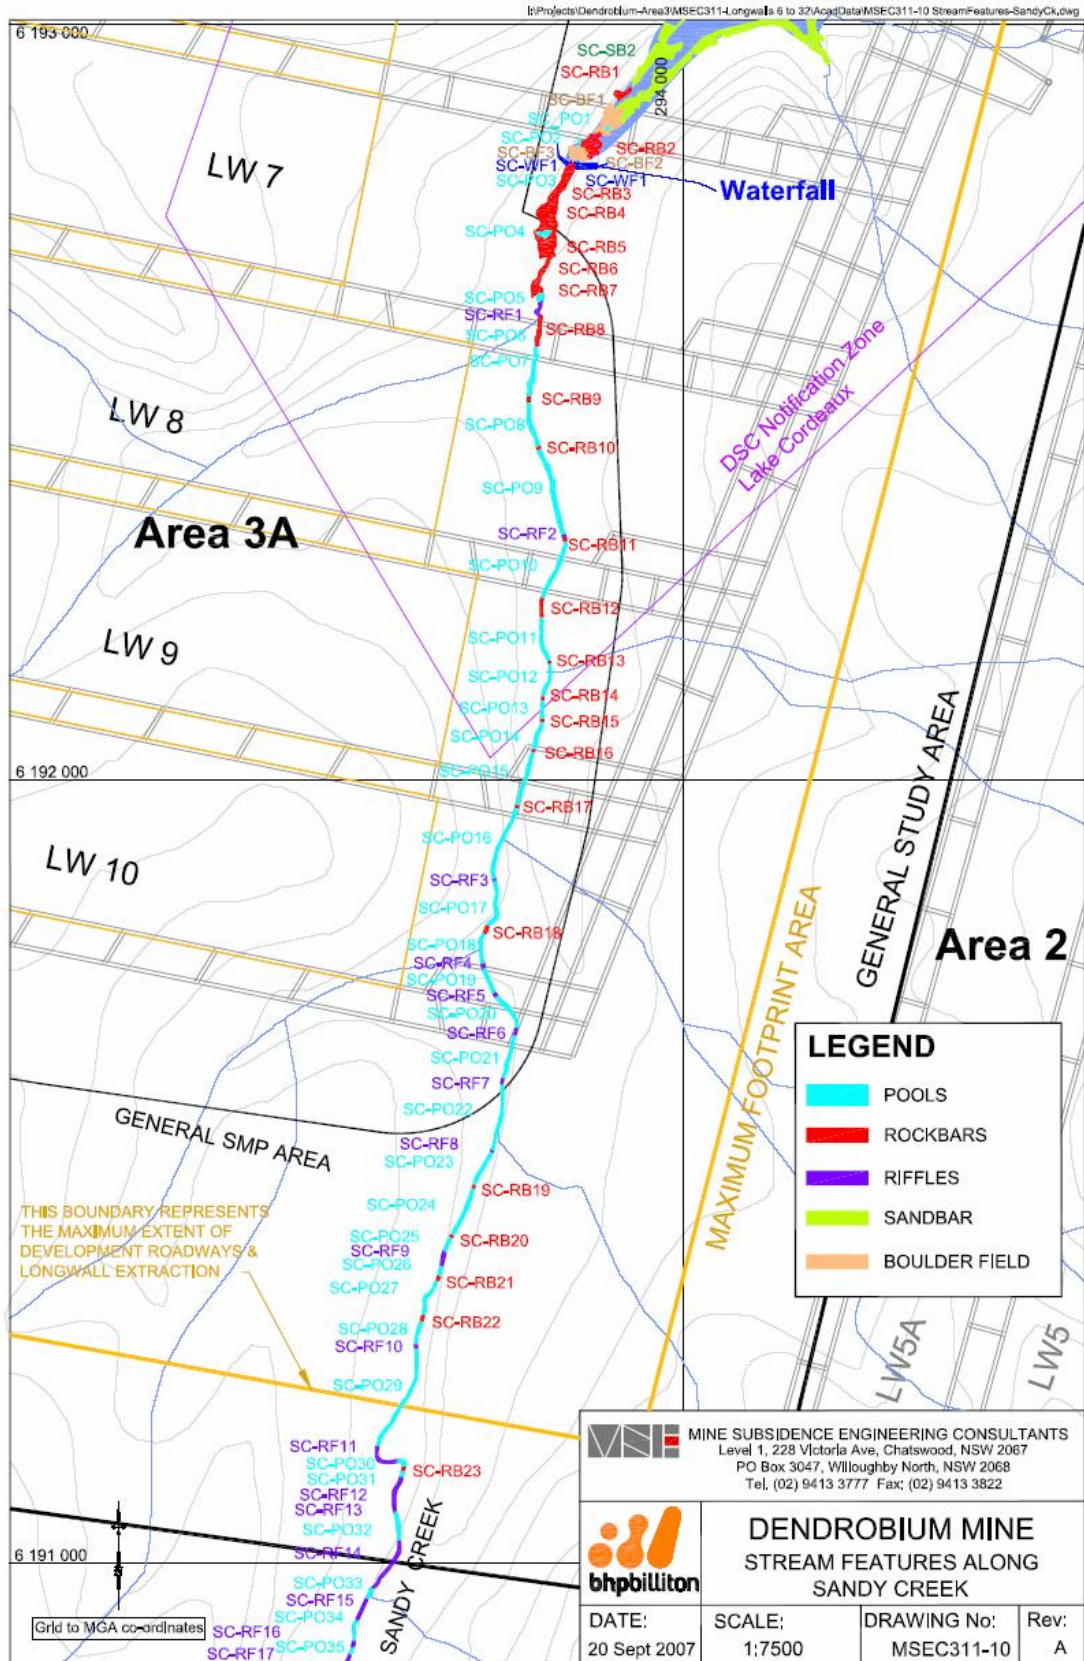 I:\Projects\Dendrobium-Area3\MSEC311-Longwalls 6 to 32\AcadData\MSEC311-10 StreamFeatures-SandyCk.dwg
6 193 000
294 000
SC-SB2
SC-RB1
SC-BF1
SC-PO1
SC-PO2
SC-RB2
SC-BF3
SC-BF2
SC-WF1
SC-PO3
SC-WF1
Waterfall
SC-RB3
SC-RB4
SC-PO4
SC-RB5
SC-RB6
SC-RB7
SC-PO5
SC-RF1
SC-RB8
SC-PO6
SC-PO7
SC-RB9
SC-PO8
SC-RB10
SC-PO9
SC-RF2
SC-RB11
SC-PO10
SC-RB12
SC-PO11
SC-RB13
SC-PO12
SC-RB14
SC-PO13
SC-RB15
SC-PO14
SC-RB16
SC-PO15
SC-RB17
SC-PO16
SC-RF3
SC-PO17
SC-RB18
SC-PO18
SC-RF4
SC-PO19
SC-RF5
SC-PO20
SC-RF6
SC-PO21
SC-RF7
SC-PO22
SC-RF8
SC-PO23
SC-RB19
SC-PO24
SC-PO25
SC-RB20
SC-RF9
SC-PO26
SC-RB21
SC-PO27
SC-RB22
SC-PO28
SC-RF10
SC-PO29
SC-RF11
SC-PO30
SC-RB23
SC-PO31
SC-RF12
SC-RF13
SC-PO32
SC-RF14
SC-PO33
SC-RF15
SC-PO34
SC-RF16
SC-PO35
SC-RF17
LW 7
LW 8
Area 3A
LW 9
6 192 000
LW 10
DSC Notification Zone
Lake Cordeaux
GENERAL STUDY AREA
MAXIMUM FOOTPRINT AREA
Area 2
GENERAL SMP AREA
THIS BOUNDARY REPRESENTS
THE MAXIMUM EXTENT OF
DEVELOPMENT ROADWAYS &
LONGWALL EXTRACTION
LEGEND
POOLS
ROCKBARS
RIFFLES
SANDBAR
BOULDER FIELD
LW5A
LW5
6 191 000
SANDY CREEK
Grid to MGA co-ordinates
MSE
MINE SUBSIDENCE ENGINEERING CONSULTANTS
Level 1, 228 Victoria Ave, Chatswood, NSW 2067
PO Box 3047, Willoughby North, NSW 2068
Tel. (02) 9413 3777 Fax: (02) 9413 3822
bhpbilliton
DENDROBIUM MINE
STREAM FEATURES ALONG
SANDY CREEK
DATE:
20 Sept 2007
SCALE:
1:7500
DRAWING No:
MSEC311-10
Rev:
A